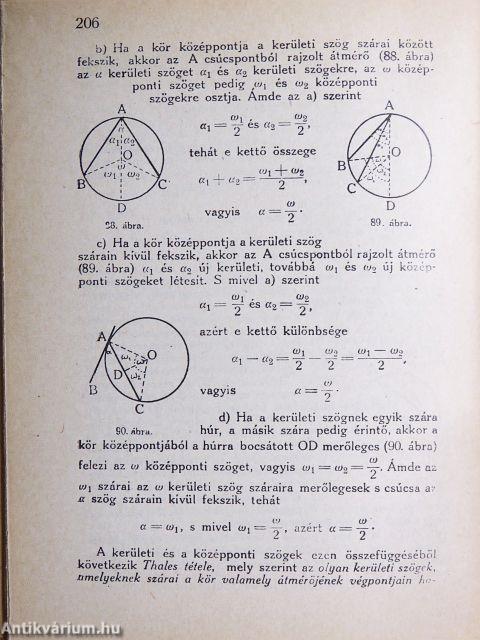 206
b) Ha a kör középpontja a kerületi szög szárai között
fekszik, akkor az A csúcspontból rajzolt átmérő (88. ábra)
az α kerületi szöget α₁ és α₂ kerületi szögekre, az ω közép-
ponti szöget pedig ω₁ és ω₂ középponti
szögekre osztja. Ámde az a) szerint
α₁ = ω₁/2 és α₂ = ω₂/2,
tehát e kettő összege
α₁ + α₂ = (ω₁ + ω₂)/2,
vagyis α = ω/2.
A
α
α₁ α₂
O
ω
ω₁ ω₂
B
C
D
88. ábra.
A
B
C
O
D
89. ábra.
c) Ha a kör középpontja a kerületi szög
szárain kívül fekszik, akkor az A csúcspontból rajzolt átmérő
(89. ábra) α₁ és α₂ új kerületi, továbbá ω₁ és ω₂ új közép-
ponti szögeket létesít. S mivel a) szerint
α₁ = ω₁/2 és α₂ = ω₂/2,
azért e kettő különbsége
α₁ − α₂ = ω₁/2 − ω₂/2 = (ω₁ − ω₂)/2,
vagyis α = ω/2.
A
O
D
B
C
90. ábra.
d) Ha a kerületi szögnek egyik szára
húr, a másik szára pedig érintő, akkor a
kör középpontjából a húrra bocsátott OD merőleges (90. ábra)
felezi az ω középponti szöget, vagyis ω₁ = ω₂ = ω/2. Ámde az
ω₁ szárai az ω kerületi szög száraira merőlegesek s csúcsa az
α szög szárain kívül fekszik, tehát
α = ω₁, s mivel ω₁ = ω/2, azért α = ω/2.
A kerületi és a középponti szögek ezen összefüggéséből
következik Thales tétele, mely szerint az olyan kerületi szögek,
amelyeknek szárai a kör valamely átmérőjének végpontjain ha-
Antikvárium.hu